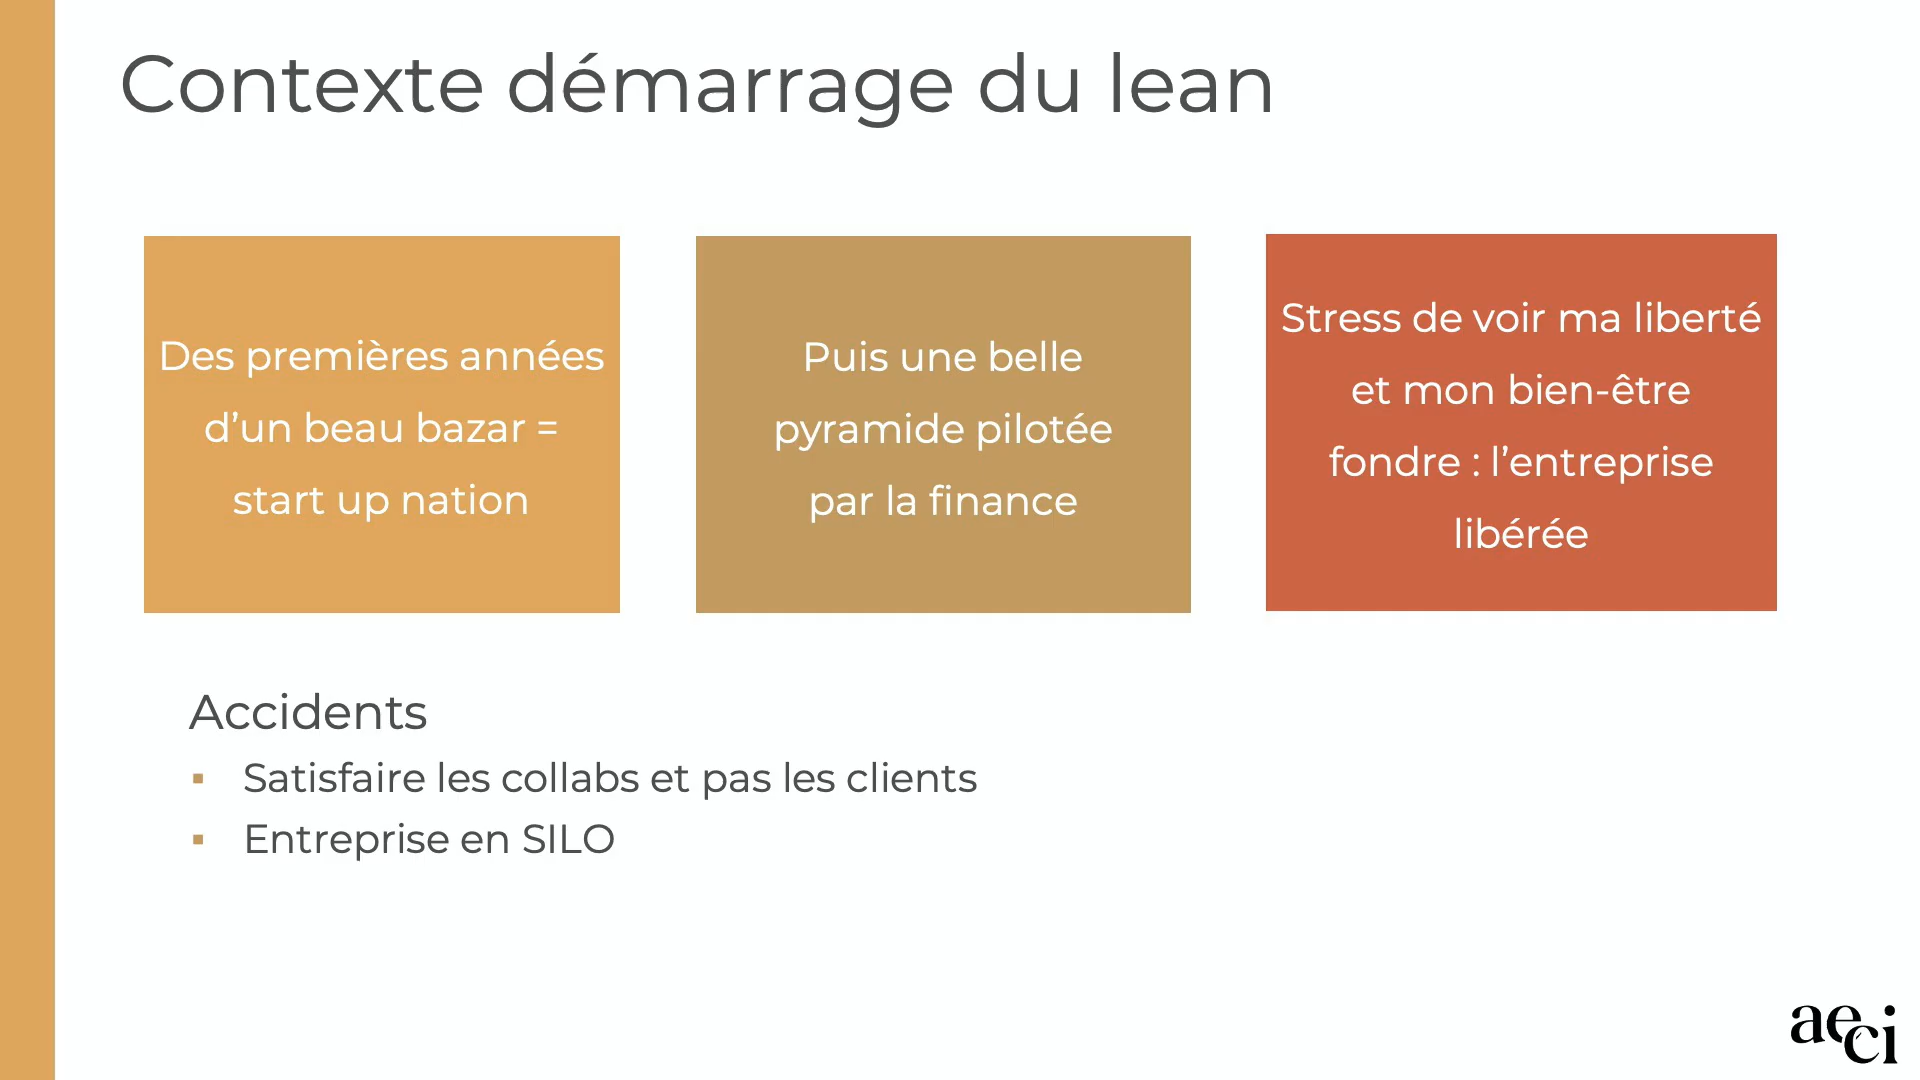 Contexte démarrage du lean
Des premières années
d’un beau bazar =
start up nation
Puis une belle
pyramide pilotée
par la finance
Stress de voir ma liberté
et mon bien-être
fondre : l’entreprise
libérée
Accidents
▪ Satisfaire les collabs et pas les clients
▪ Entreprise en SILO
aeci